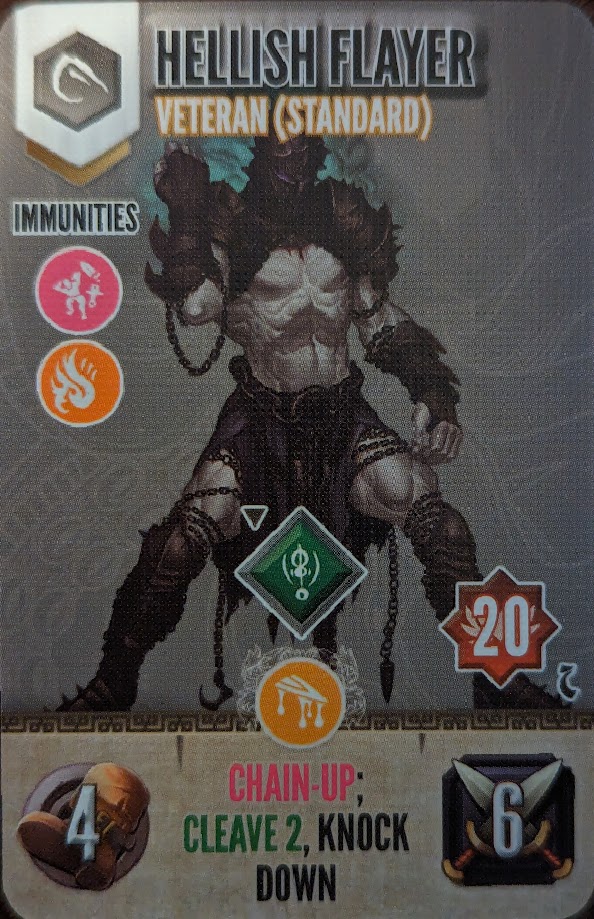 HELLISH FLAYER
VETERAN (STANDARD)
IMMUNITIES
20
4
CHAIN-UP;
CLEAVE 2, KNOCK
DOWN
6